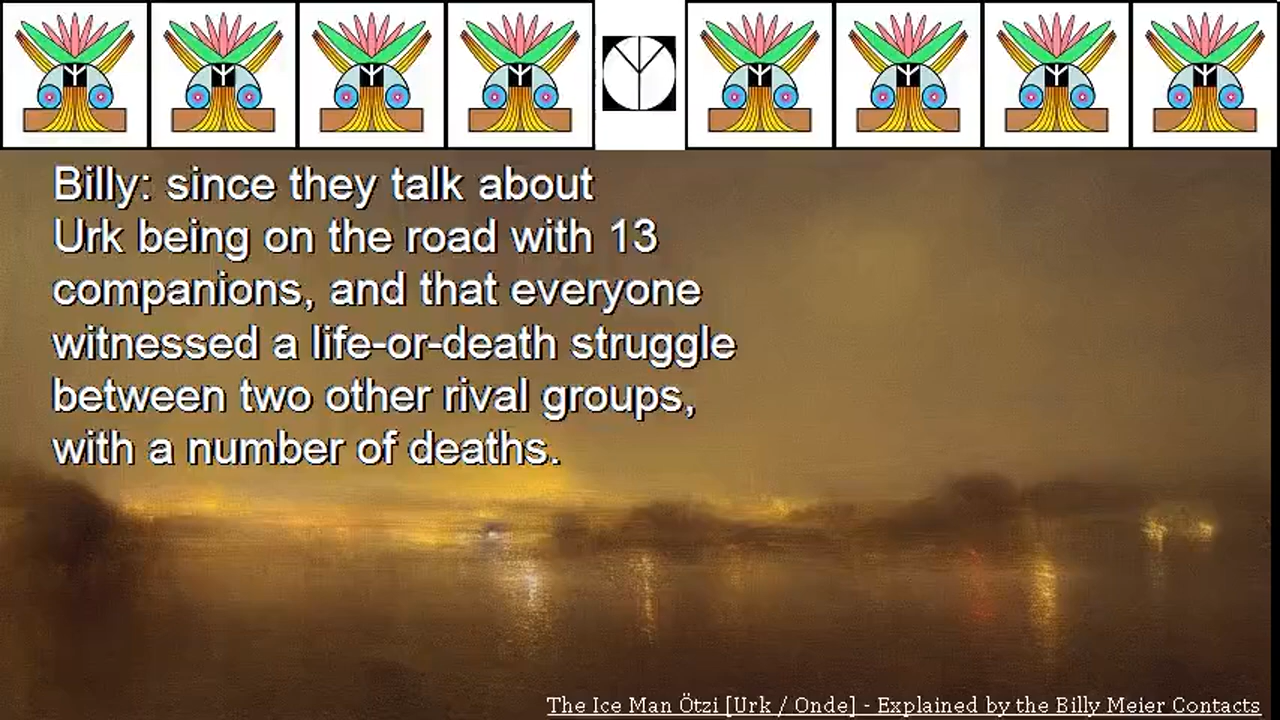 Billy: since they talk about
Urk being on the road with 13
companions, and that everyone
witnessed a life-or-death struggle
between two other rival groups,
with a number of deaths.
The Ice Man Ötzi [Urk / Onde] - Explained by the Billy Meier Contacts